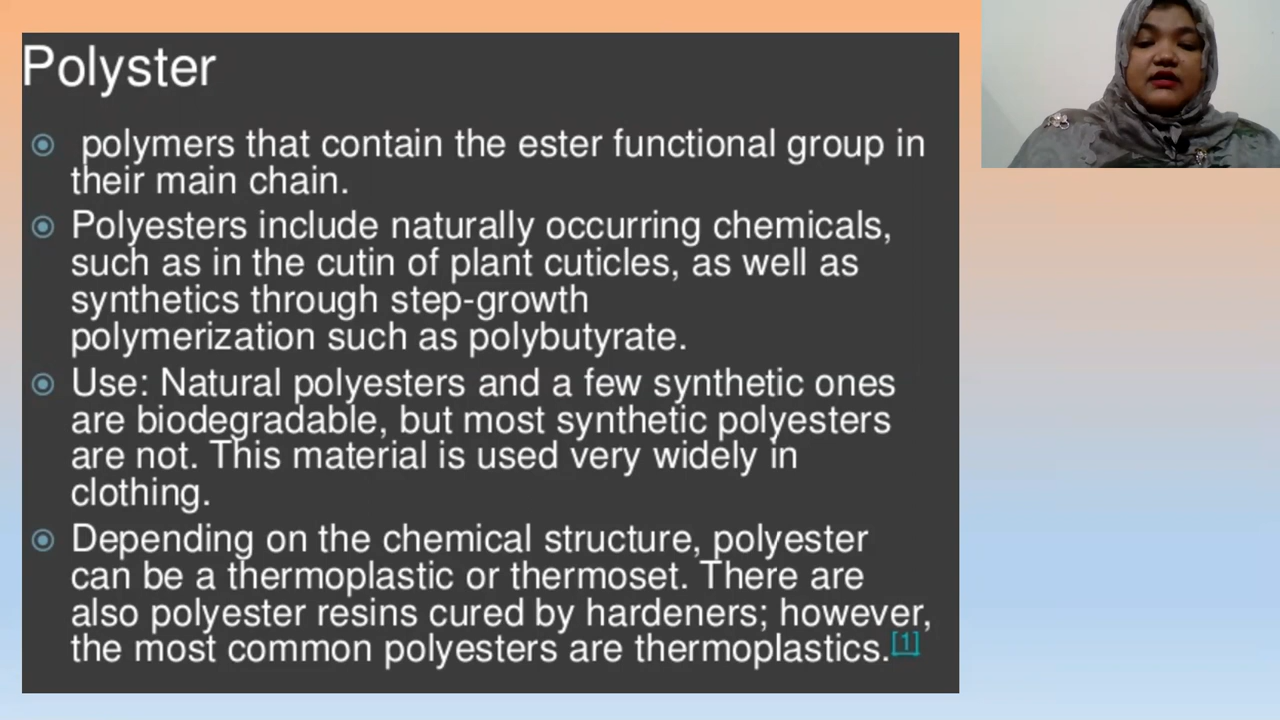 Polyster
polymers that contain the ester functional group in
their main chain.
Polyesters include naturally occurring chemicals,
such as in the cutin of plant cuticles, as well as
synthetics through step-growth
polymerization such as polybutyrate.
Use: Natural polyesters and a few synthetic ones
are biodegradable, but most synthetic polyesters
are not. This material is used very widely in
clothing.
Depending on the chemical structure, polyester
can be a thermoplastic or thermoset. There are
also polyester resins cured by hardeners; however,
the most common polyesters are thermoplastics.[1]